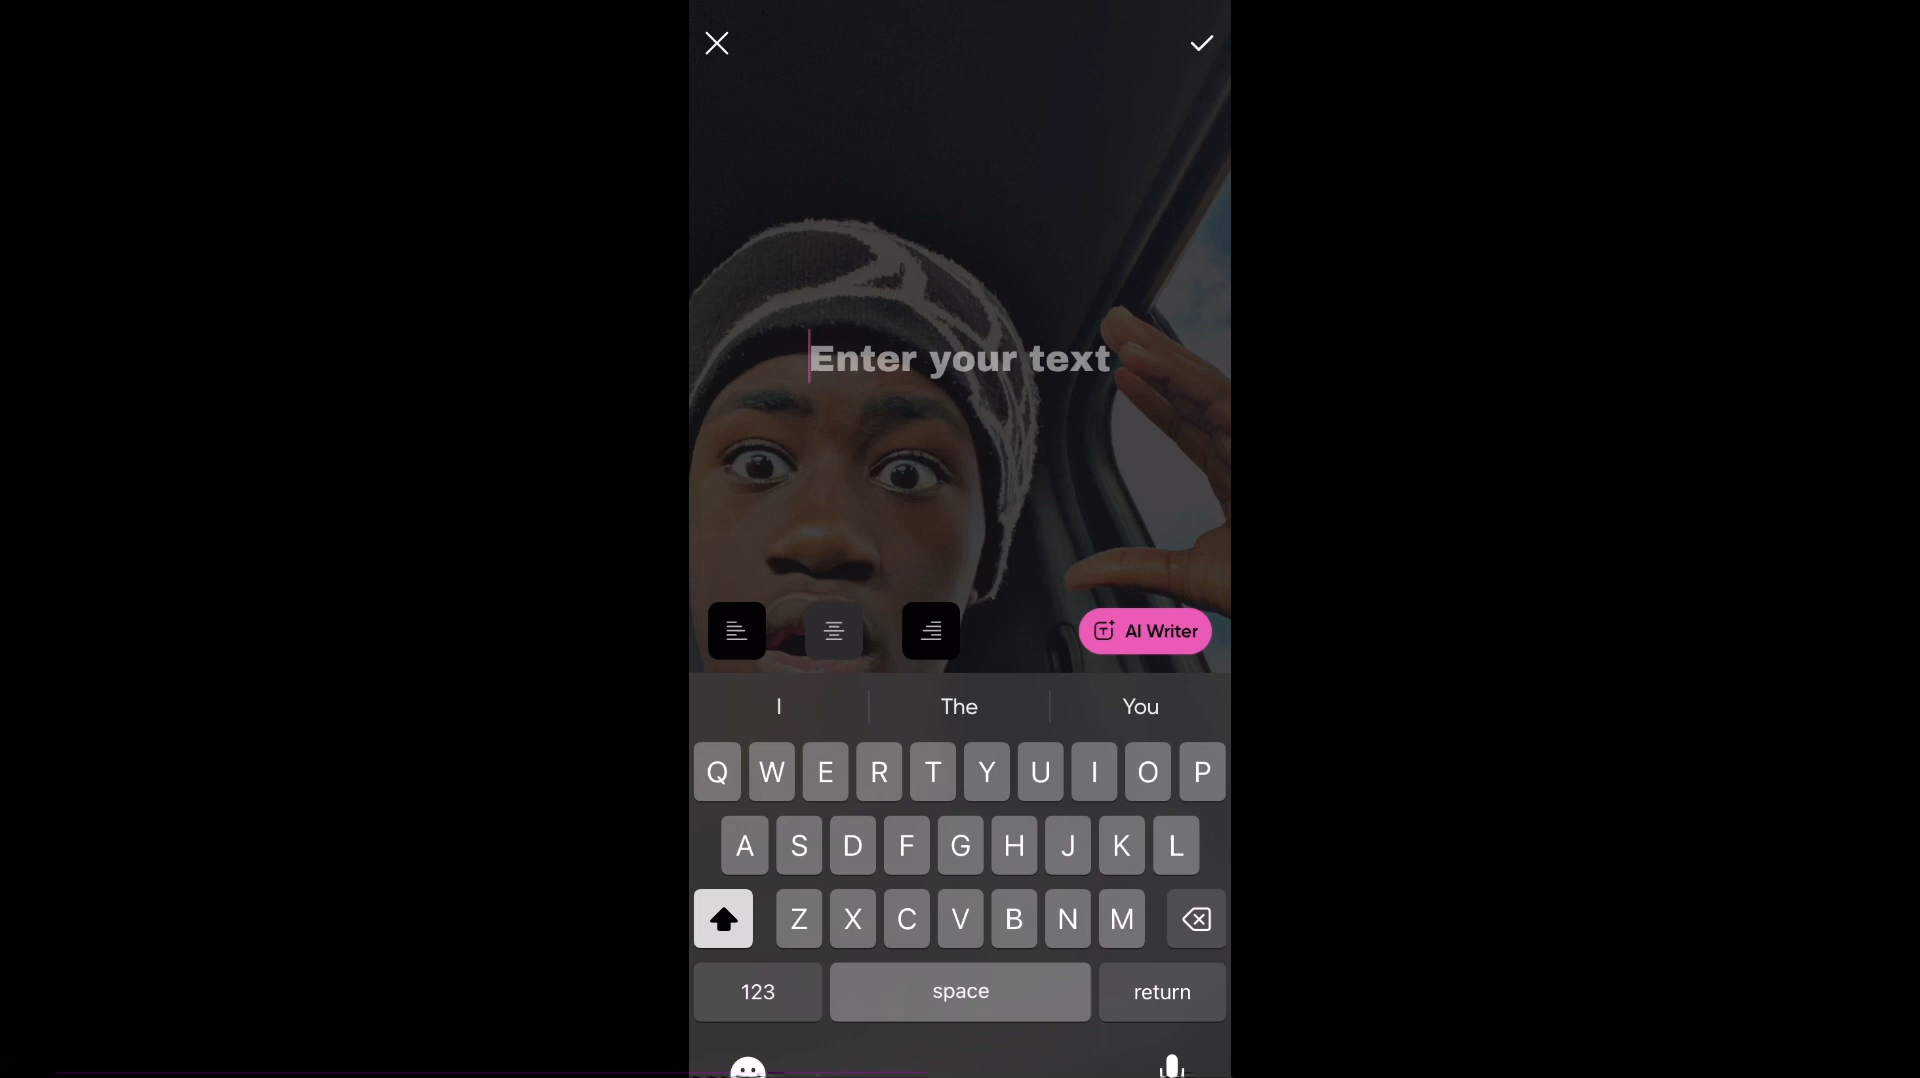 Enter your text
AI Writer
I The You
Q W E R T Y U I O P
A S D F G H J K L
Z X C V B N M
123 space return